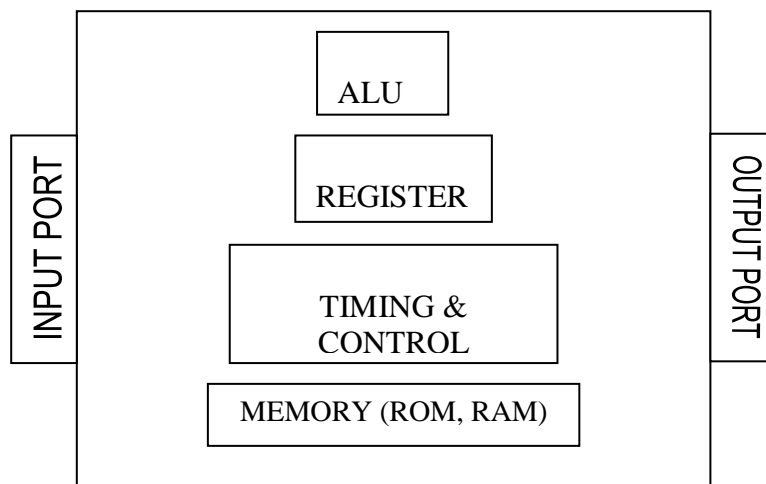 ALU
INPUT PORT
REGISTER
OUTPUT PORT
TIMING &
CONTROL
MEMORY (ROM, RAM)